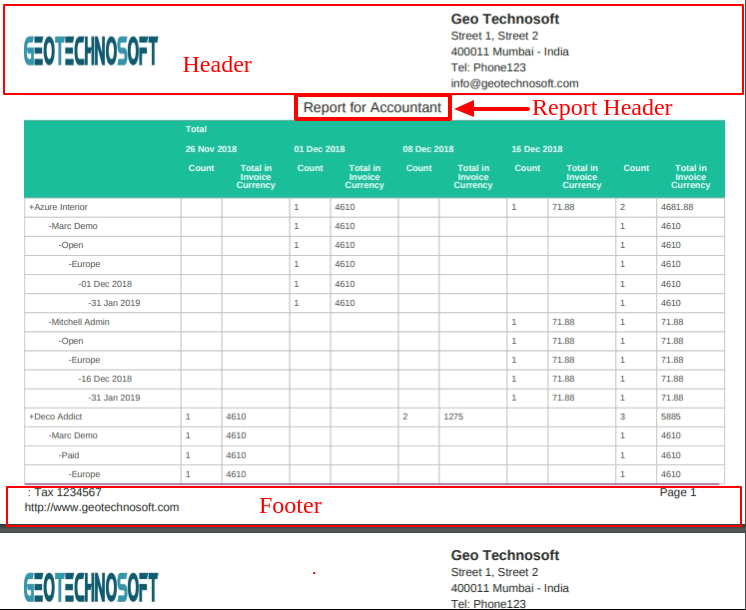 GEOTECHNOSOFT
Header
Geo Technosoft
Street 1, Street 2
400011 Mumbai - India
Tel: Phone123
info@geotechnosoft.com
Report for Accountant
Report Header
Total
26 Nov 2018 01 Dec 2018 08 Dec 2018 16 Dec 2018
Count Total in Invoice Currency Count Total in Invoice Currency Count Total in Invoice Currency Count Total in Invoice Currency Count Total in Invoice Currency
+Azure Interior 1 4610 1 71.88 2 4681.88
-Marc Demo 1 4610 1 4610
-Open 1 4610 1 4610
-Europe 1 4610 1 4610
-01 Dec 2018 1 4610 1 4610
-31 Jan 2019 1 4610 1 4610
-Mitchell Admin 1 71.88 1 71.88
-Open 1 71.88 1 71.88
-Europe 1 71.88 1 71.88
-16 Dec 2018 1 71.88 1 71.88
-31 Jan 2019 1 71.88 1 71.88
+Deco Addict 1 4610 2 1275 3 5885
-Marc Demo 1 4610 1 4610
-Paid 1 4610 1 4610
-Europe 1 4610 1 4610
: Tax 1234567 Page 1
http://www.geotechnosoft.com
Footer
GEOTECHNOSOFT
Geo Technosoft
Street 1, Street 2
400011 Mumbai - India
Tel: Phone123